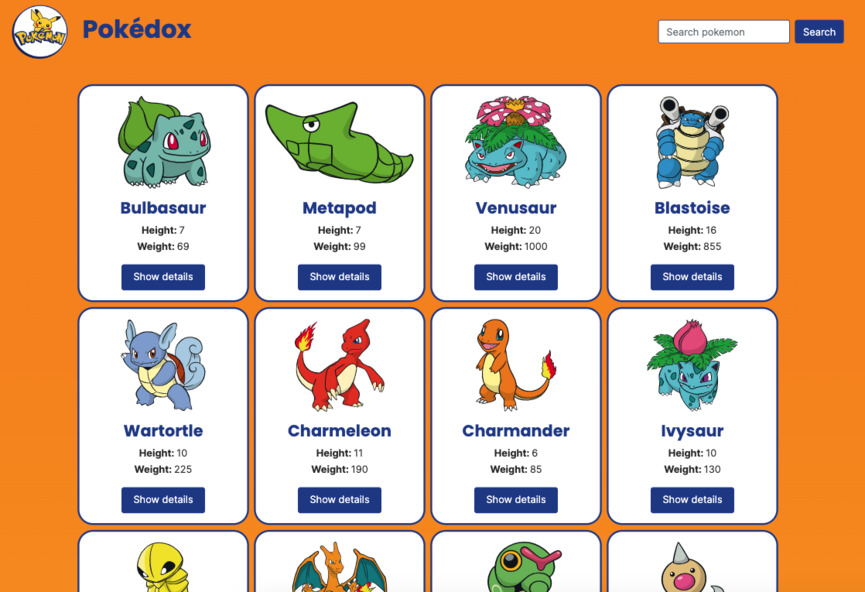 Pokémon
Pokédox
Search pokemon
Search
Bulbasaur
Height: 7
Weight: 69
Show details
Metapod
Height: 7
Weight: 99
Show details
Venusaur
Height: 20
Weight: 1000
Show details
Blastoise
Height: 16
Weight: 855
Show details
Wartortle
Height: 10
Weight: 225
Show details
Charmeleon
Height: 11
Weight: 190
Show details
Charmander
Height: 6
Weight: 85
Show details
Ivysaur
Height: 10
Weight: 130
Show details